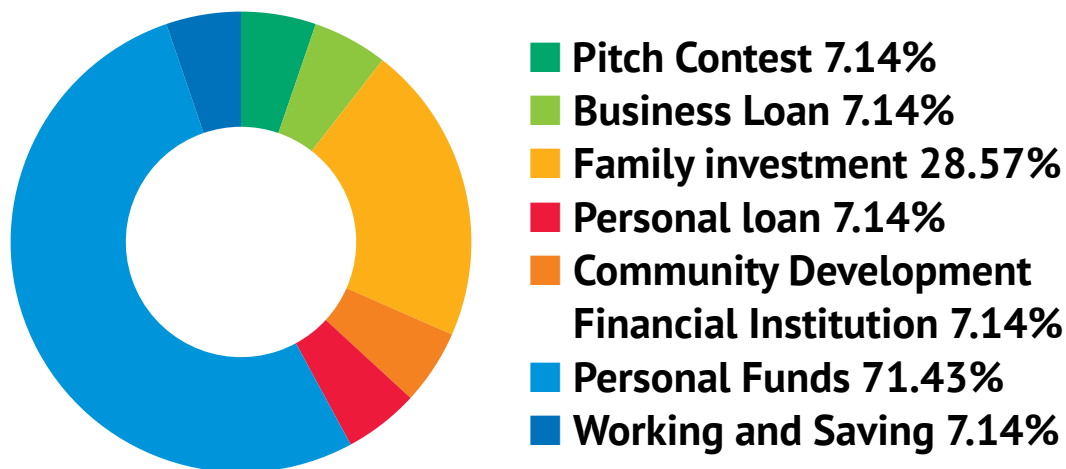 Pitch Contest 7.14%
Business Loan 7.14%
Family investment 28.57%
Personal loan 7.14%
Community Development
Financial Institution 7.14%
Personal Funds 71.43%
Working and Saving 7.14%